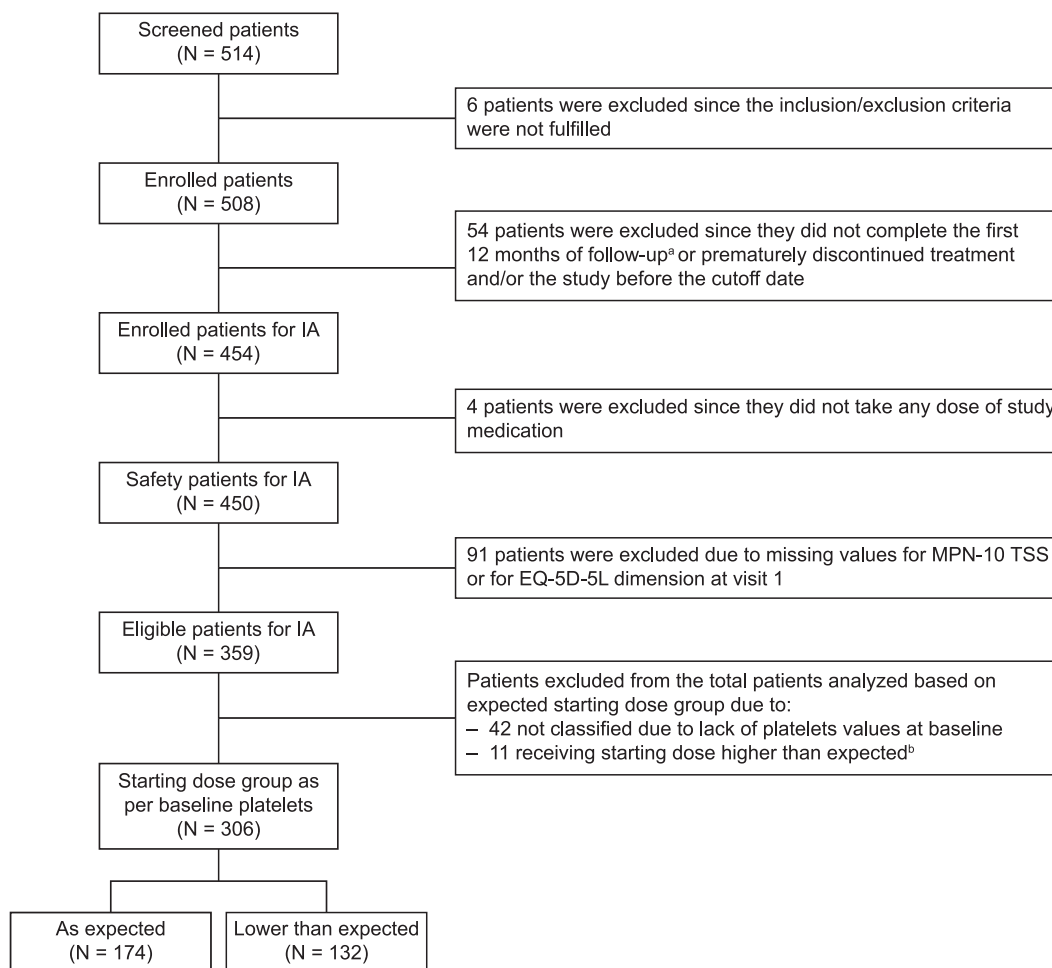 Screened patients
(N = 514)
6 patients were excluded since the inclusion/exclusion criteria
were not fulfilled
Enrolled patients
(N = 508)
54 patients were excluded since they did not complete the first
12 months of follow-upᵃ or prematurely discontinued treatment
and/or the study before the cutoff date
Enrolled patients for IA
(N = 454)
4 patients were excluded since they did not take any dose of study
medication
Safety patients for IA
(N = 450)
91 patients were excluded due to missing values for MPN-10 TSS
or for EQ-5D-5L dimension at visit 1
Eligible patients for IA
(N = 359)
Patients excluded from the total patients analyzed based on
expected starting dose group due to:
– 42 not classified due to lack of platelets values at baseline
– 11 receiving starting dose higher than expectedᵇ
Starting dose group as
per baseline platelets
(N = 306)
As expected
(N = 174)
Lower than expected
(N = 132)